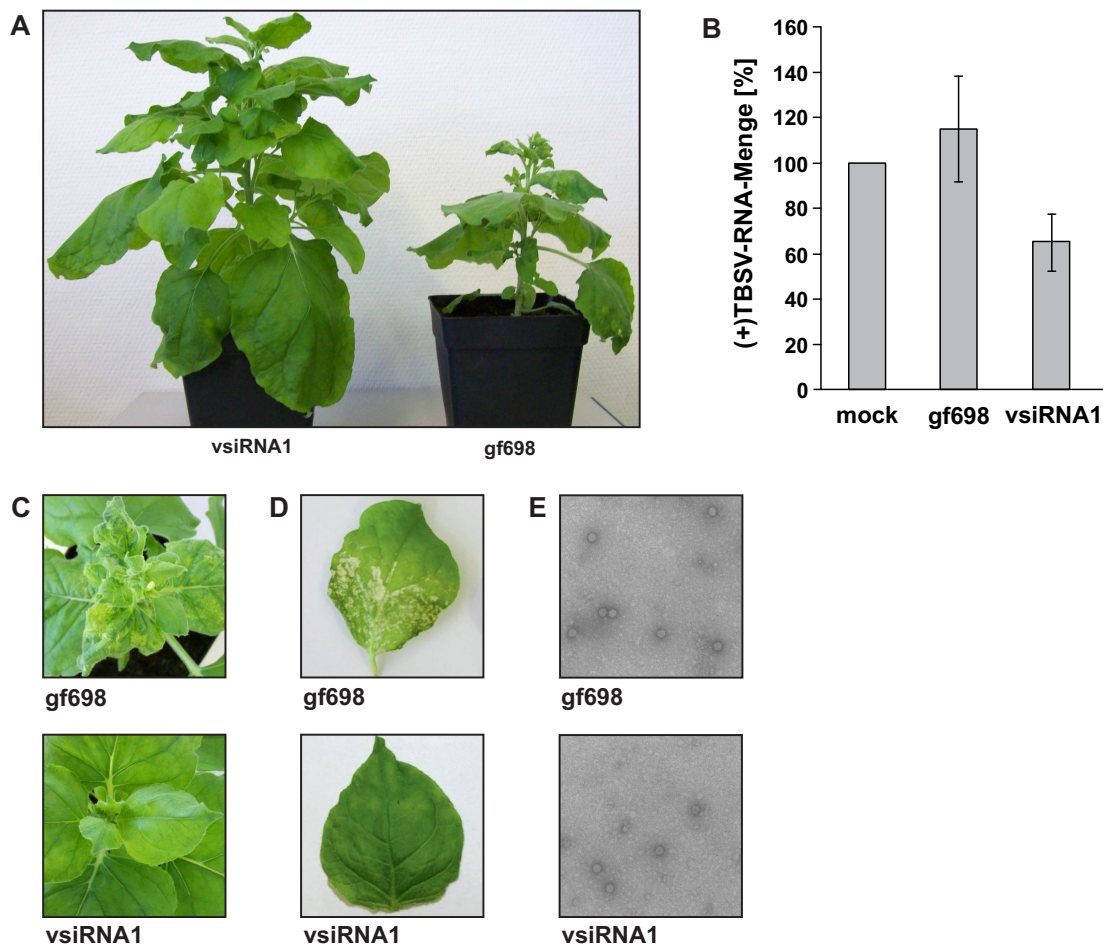 A
vsiRNA1
gf698
B
(+)TBSV-RNA-Menge [%]
160
140
120
100
80
60
40
20
0
mock gf698 vsiRNA1
C
gf698
vsiRNA1
D
gf698
vsiRNA1
E
gf698
vsiRNA1